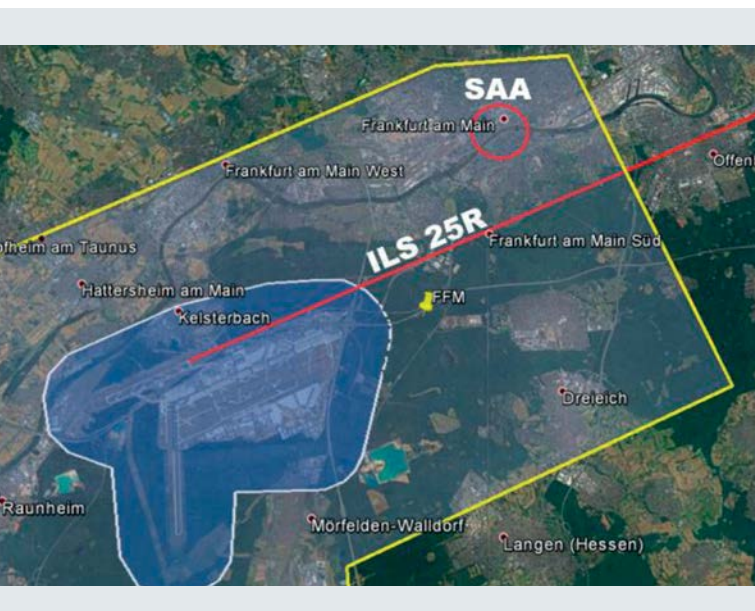 SAA
Frankfurt am Main
Offen
Frankfurt am Main West
ILS 25R
Frankfurt am Main Süd
ofheim am Taunus
Hattersheim am Main
FFM
Kelsterbach
Dreieich
Raunheim
Mörfelden-Walldorf
Langen (Hessen)